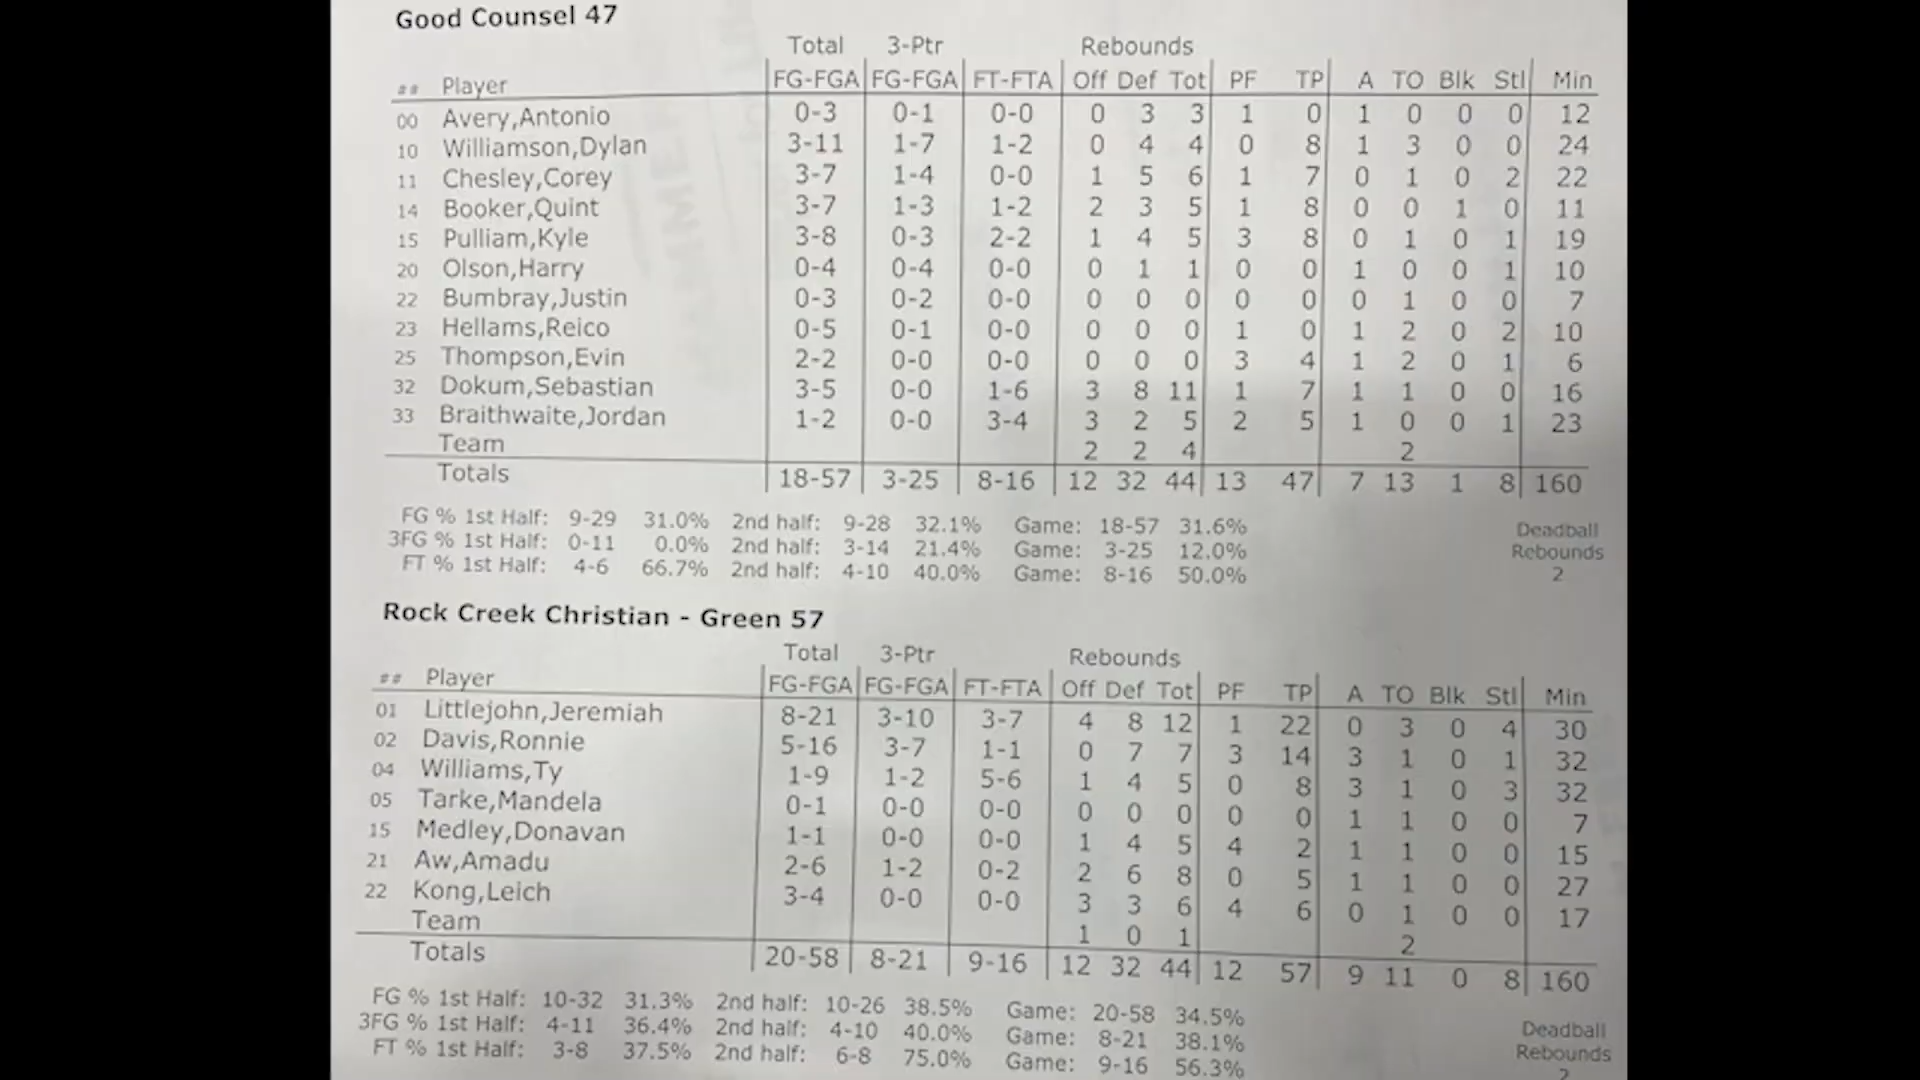 Good Counsel 47
Total 3-Ptr Rebounds
## Player FG-FGA FG-FGA FT-FTA Off Def Tot PF TP A TO Blk Stl Min
00 Avery,Antonio 0-3 0-1 0-0 0 3 3 1 0 1 0 0 0 12
10 Williamson,Dylan 3-11 1-7 1-2 0 4 4 0 8 1 3 0 0 24
11 Chesley,Corey 3-7 1-4 0-0 1 5 6 1 7 0 1 0 2 22
14 Booker,Quint 3-7 1-3 1-2 2 3 5 1 8 0 0 1 0 11
15 Pulliam,Kyle 3-8 0-3 2-2 1 4 5 3 8 0 1 0 1 19
20 Olson,Harry 0-4 0-4 0-0 0 1 1 0 0 1 0 0 1 10
22 Bumbray,Justin 0-3 0-2 0-0 0 0 0 0 0 0 1 0 0 7
23 Hellams,Reico 0-5 0-1 0-0 0 0 0 1 0 1 2 0 2 10
25 Thompson,Evin 2-2 0-0 0-0 0 0 0 3 4 1 2 0 1 6
32 Dokum,Sebastian 3-5 0-0 1-6 3 8 11 1 7 1 1 0 0 16
33 Braithwaite,Jordan 1-2 0-0 3-4 3 2 5 2 5 1 0 0 1 23
Team 2 2 4 2
Totals 18-57 3-25 8-16 12 32 44 13 47 7 13 1 8 160
FG % 1st Half: 9-29 31.0% 2nd half: 9-28 32.1% Game: 18-57 31.6% Deadball
3FG % 1st Half: 0-11 0.0% 2nd half: 3-14 21.4% Game: 3-25 12.0% Rebounds
FT % 1st Half: 4-6 66.7% 2nd half: 4-10 40.0% Game: 8-16 50.0% 2
Rock Creek Christian - Green 57
Total 3-Ptr Rebounds
## Player FG-FGA FG-FGA FT-FTA Off Def Tot PF TP A TO Blk Stl Min
01 Littlejohn,Jeremiah 8-21 3-10 3-7 4 8 12 1 22 0 3 0 4 30
02 Davis,Ronnie 5-16 3-7 1-1 0 7 7 3 14 3 1 0 1 32
04 Williams,Ty 1-9 1-2 5-6 1 4 5 0 8 3 1 0 3 32
05 Tarke,Mandela 0-1 0-0 0-0 0 0 0 0 0 1 1 0 0 7
15 Medley,Donavan 1-1 0-0 0-0 1 4 5 4 2 1 1 0 0 15
21 Aw,Amadu 2-6 1-2 0-2 2 6 8 0 5 1 1 0 0 27
22 Kong,Leich 3-4 0-0 0-0 3 3 6 4 6 0 1 0 0 17
Team 1 0 1 2
Totals 20-58 8-21 9-16 12 32 44 12 57 9 11 0 8 160
FG % 1st Half: 10-32 31.3% 2nd half: 10-26 38.5% Game: 20-58 34.5%
3FG % 1st Half: 4-11 36.4% 2nd half: 4-10 40.0% Game: 8-21 38.1% Deadball
FT % 1st Half: 3-8 37.5% 2nd half: 6-8 75.0% Game: 9-16 56.3% Rebounds